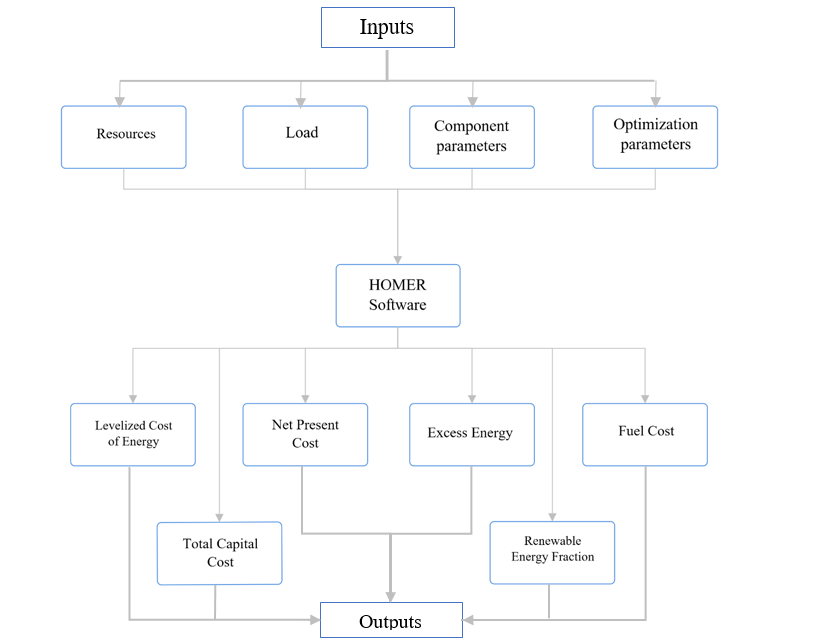 Inputs
Resources
Load
Component
parameters
Optimization
parameters
HOMER
Software
Levelized Cost
of Energy
Net Present
Cost
Excess Energy
Fuel Cost
Total Capital
Cost
Renewable
Energy Fraction
Outputs